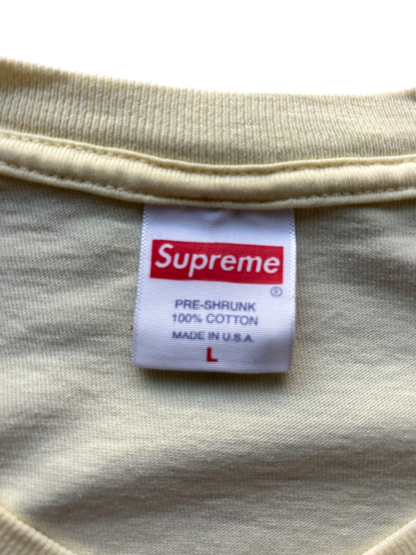 Supreme
®
PRE-SHRUNK
100% COTTON
MADE IN U.S.A.
L